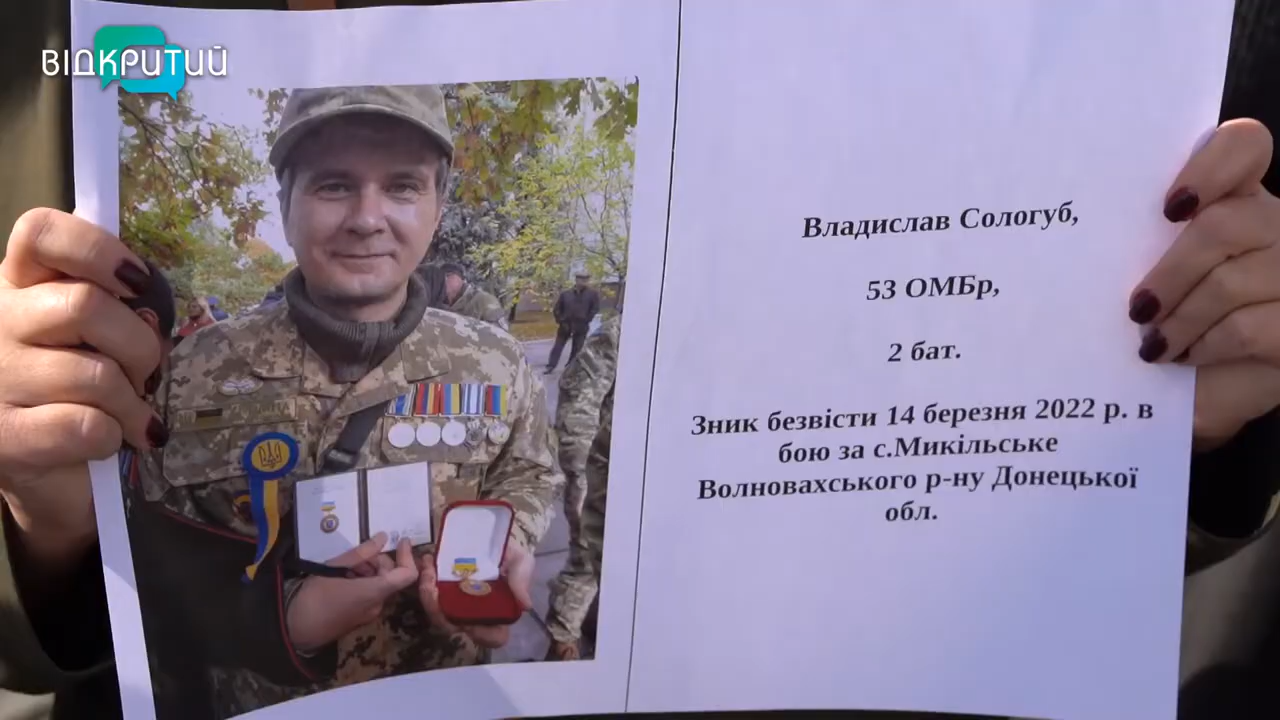 ВІДКРИТИЙ
Владислав Сологуб,
53 ОМБр,
2 бат.
Зник безвісти 14 березня 2022 р. в
бою за с.Микільське
Волновахського р-ну Донецької
обл.